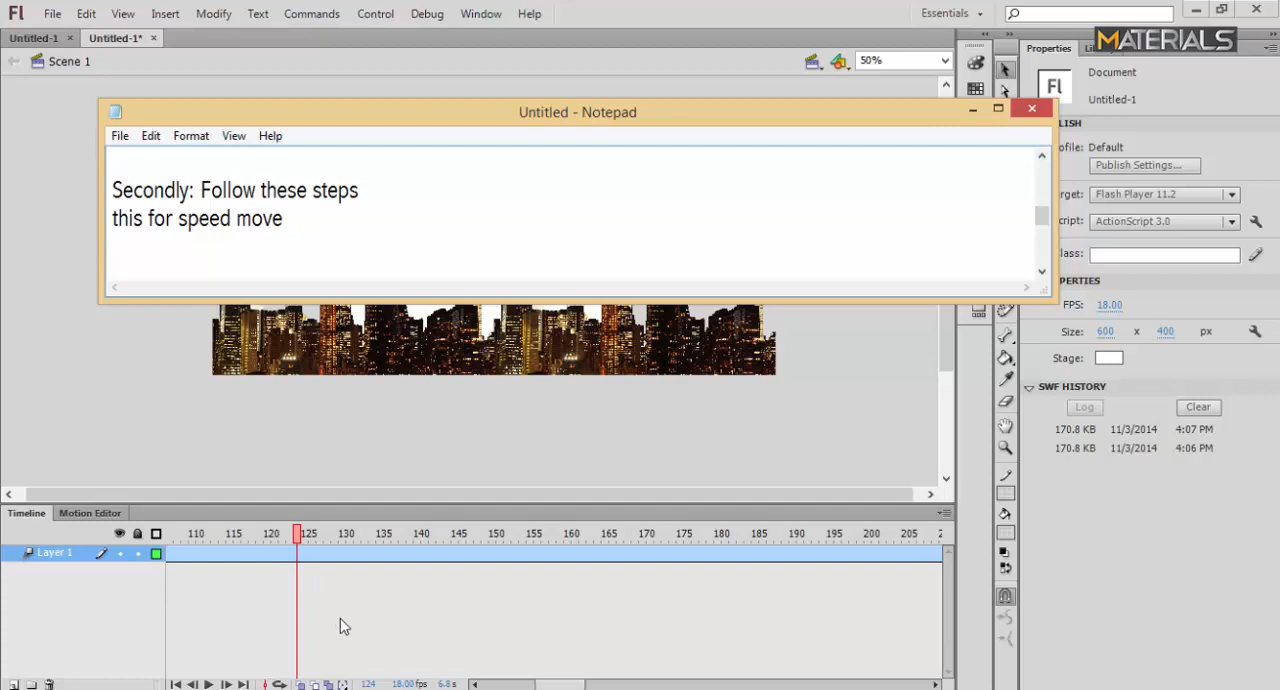 Fl File Edit View Insert Modify Text Commands Control Debug Window Help Essentials
Untitled-1 × Untitled-1* ×
MATERIALS
Properties
Scene 1 50%
Document
Fl Untitled-1
Untitled - Notepad
File Edit Format View Help
Secondly: Follow these steps
this for speed move
Default
Publish Settings...
Flash Player 11.2
ActionScript 3.0
FPS: 18.00
Size: 600 x 400 px
Stage:
SWF HISTORY
Log Clear
170.8 KB 11/3/2014 4:07 PM
170.8 KB 11/3/2014 4:06 PM
Timeline Motion Editor
110 115 120 125 130 135 140 145 150 155 160 165 170 175 180 185 190 195 200 205
Layer 1
124 18.00 fps 6.8 s